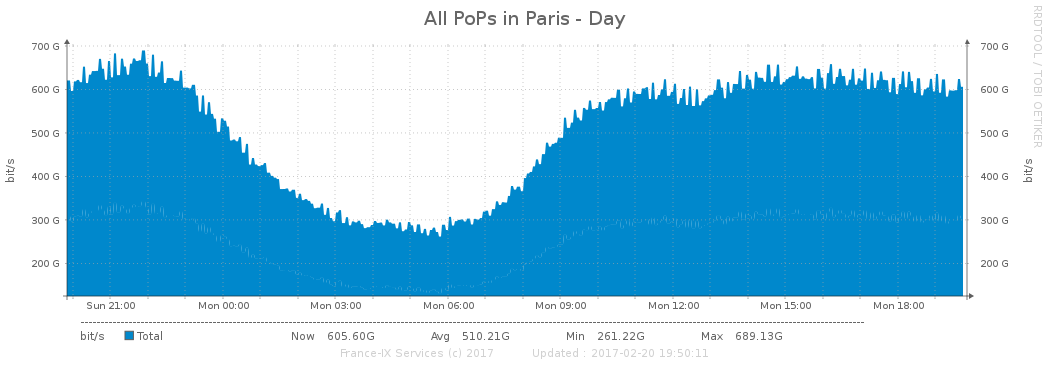 All PoPs in Paris - Day
RRDTOOL / TOBI OETIKER
700 G 700 G
600 G 600 G
500 G 500 G
400 G 400 G
300 G 300 G
200 G 200 G
bit/s
bit/s
Sun 21:00 Mon 00:00 Mon 03:00 Mon 06:00 Mon 09:00 Mon 12:00 Mon 15:00 Mon 18:00
bit/s Total Now 605.60G Avg 510.21G Min 261.22G Max 689.13G
France-IX Services (c) 2017 Updated : 2017-02-20 19:50:11